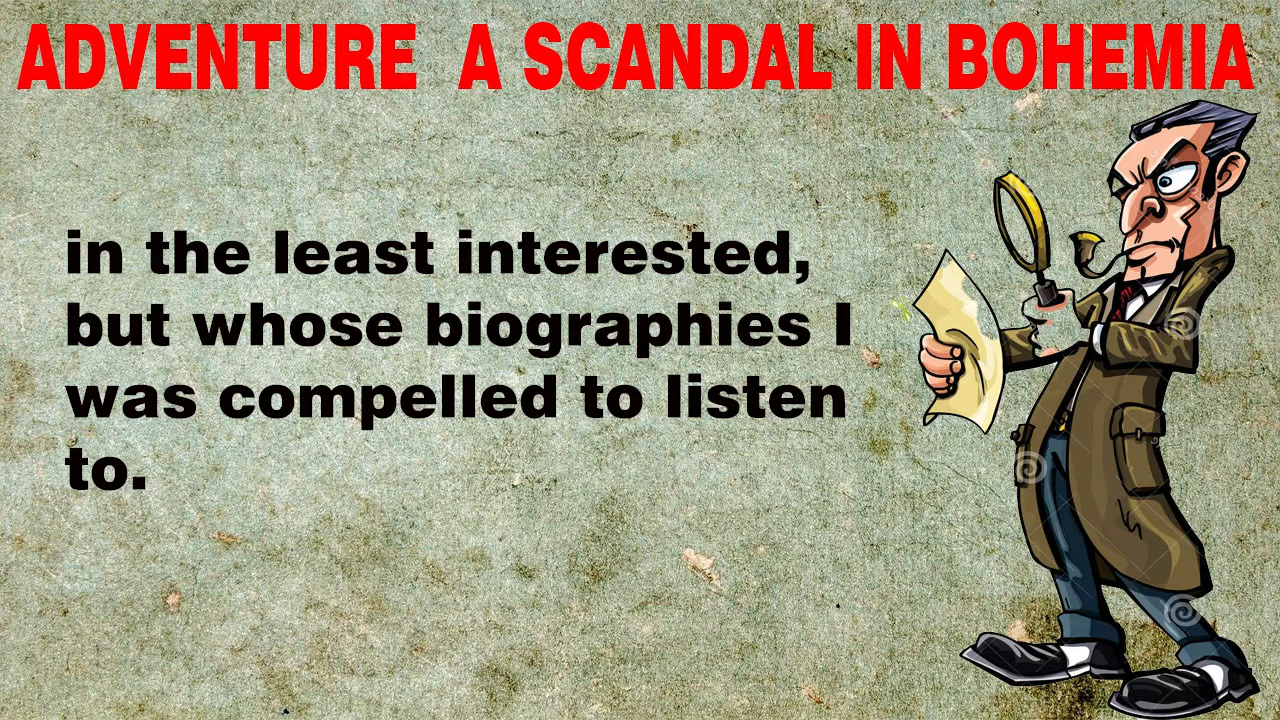 ADVENTURE A SCANDAL IN BOHEMIA
in the least interested,
but whose biographies I
was compelled to listen
to.